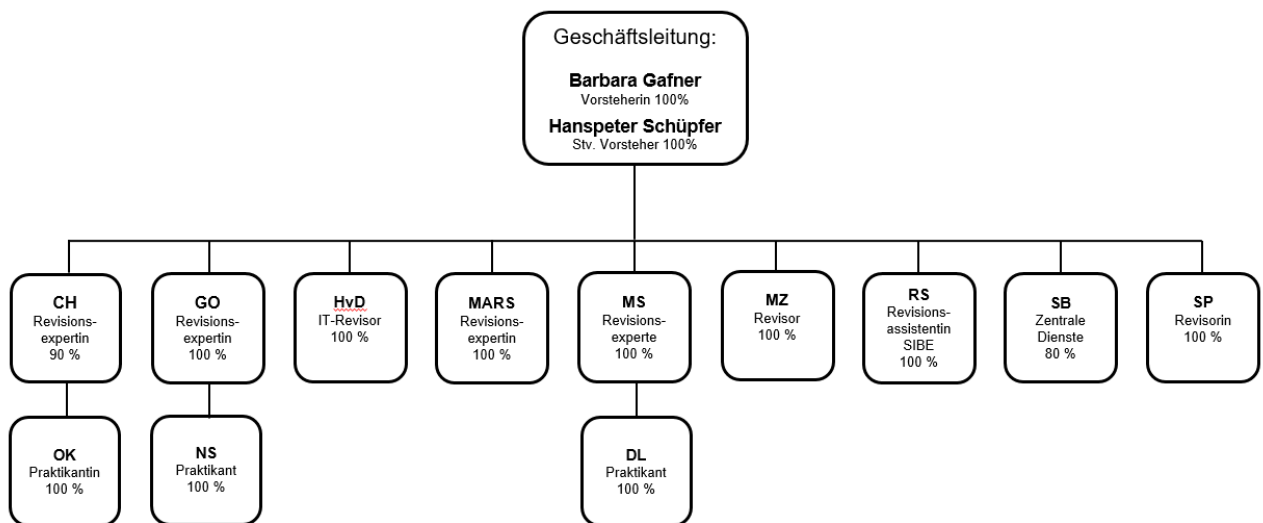 Geschäftsleitung:
Barbara Gafner
Vorsteherin 100%
Hanspeter Schüpfer
Stv. Vorsteher 100%
CH
Revisions-
expertin
90 %
GO
Revisions-
expertin
100 %
HvD
IT-Revisor
100 %
MARS
Revisions-
expertin
100 %
MS
Revisions-
experte
100 %
MZ
Revisor
100 %
RS
Revisions-
assistentin
SIBE
100 %
SB
Zentrale
Dienste
80 %
SP
Revisorin
100 %
OK
Praktikantin
100 %
NS
Praktikant
100 %
DL
Praktikant
100 %